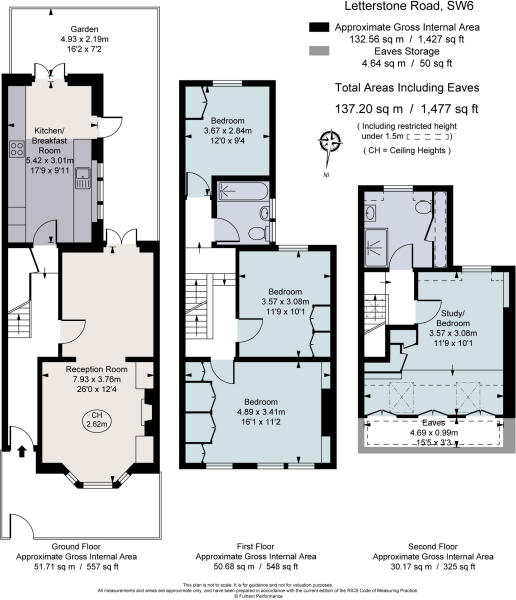 Letterstone Road, SW6
Approximate Gross Internal Area
132.56 sq m / 1,427 sq ft
Eaves Storage
4.64 sq m / 50 sq ft
Total Areas Including Eaves
137.20 sq m / 1,477 sq ft
( Including restricted height
under 1.5m [ ] )
( CH = Ceiling Heights )
N
Garden
4.93 x 2.19m
16'2 x 7'2
Kitchen/
Breakfast
Room
5.42 x 3.01m
17'9 x 9'11
Reception Room
7.93 x 3.76m
26'0 x 12'4
CH
2.62m
Ground Floor
Approximate Gross Internal Area
51.71 sq m / 557 sq ft
Bedroom
3.67 x 2.84m
12'0 x 9'4
Bedroom
3.57 x 3.08m
11'9 x 10'1
Bedroom
4.89 x 3.41m
16'1 x 11'2
First Floor
Approximate Gross Internal Area
50.68 sq m / 548 sq ft
Study/
Bedroom
3.57 x 3.08m
11'9 x 10'1
Eaves
4.69 x 0.99m
15'5 x 3'3
Second Floor
Approximate Gross Internal Area
30.17 sq m / 325 sq ft
This plan is not to scale. It is for guidance and not for valuation purposes.
All measurements and areas are approximate only, and have been prepared in accordance with the current edition of the RICS Code of Measuring Practice.
© Fulham Performance